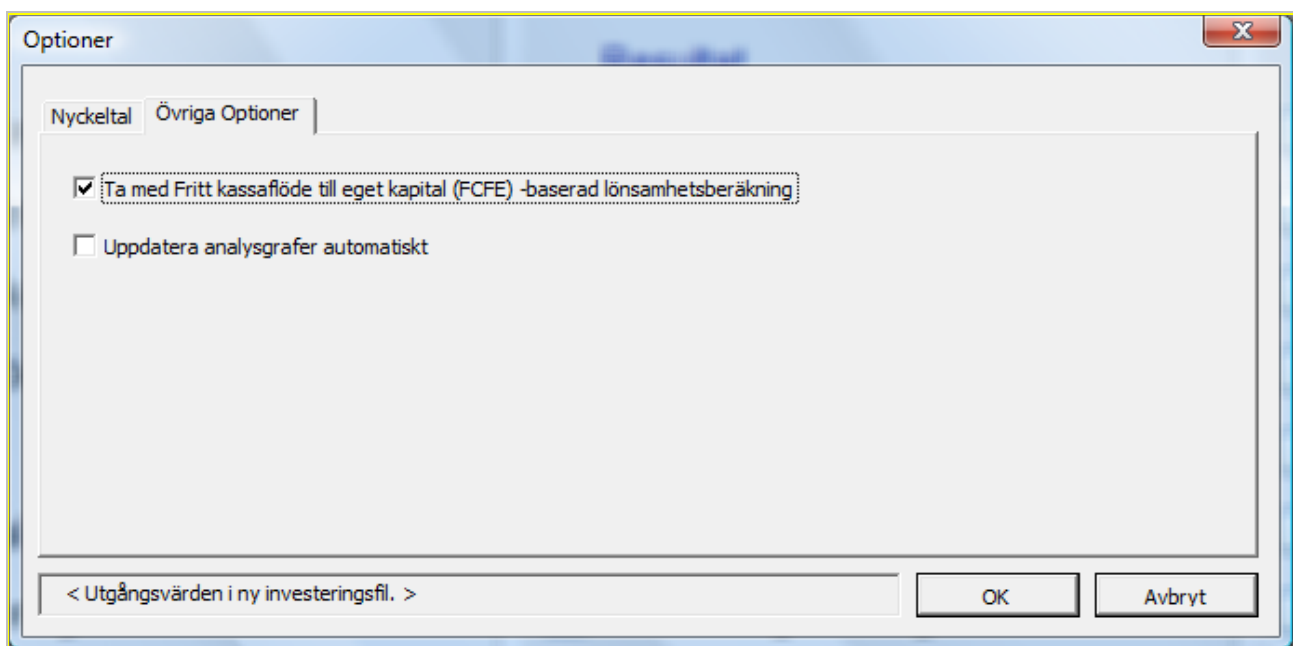 Optioner
Resultat
Nyckeltal Övriga Optioner
Ta med Fritt kassaflöde till eget kapital (FCFE) -baserad lönsamhetsberäkning
Uppdatera analysgrafer automatiskt
< Utgångsvärden i ny investeringsfil. > OK Avbryt